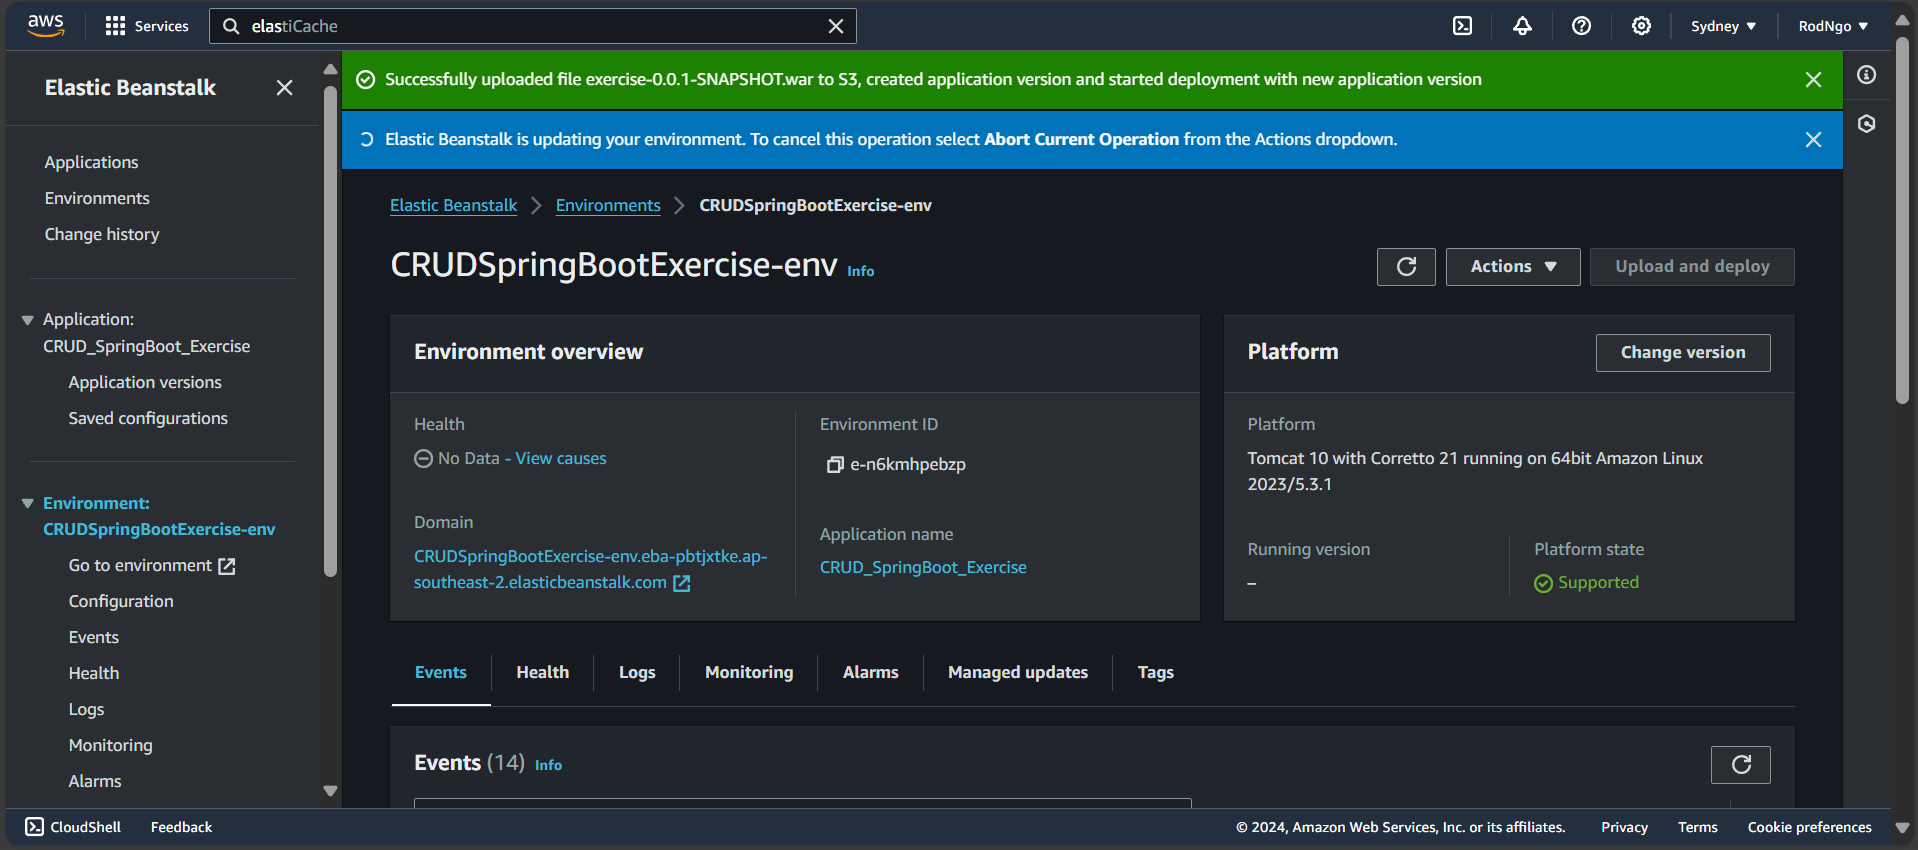 aws
Services
elastiCache
Sydney
RodNgo
Elastic Beanstalk
Applications
Environments
Change history
Application:
CRUD_SpringBoot_Exercise
Application versions
Saved configurations
Environment:
CRUDSpringBootExercise-env
Go to environment
Configuration
Events
Health
Logs
Monitoring
Alarms
Successfully uploaded file exercise-0.0.1-SNAPSHOT.war to S3, created application version and started deployment with new application version
Elastic Beanstalk is updating your environment. To cancel this operation select Abort Current Operation from the Actions dropdown.
Elastic Beanstalk > Environments > CRUDSpringBootExercise-env
CRUDSpringBootExercise-env Info
Actions
Upload and deploy
Environment overview
Health
No Data - View causes
Domain
CRUDSpringBootExercise-env.eba-pbtjxtke.ap-
southeast-2.elasticbeanstalk.com
Environment ID
e-n6kmhpebzp
Application name
CRUD_SpringBoot_Exercise
Platform
Change version
Platform
Tomcat 10 with Corretto 21 running on 64bit Amazon Linux
2023/5.3.1
Running version
–
Platform state
Supported
Events
Health
Logs
Monitoring
Alarms
Managed updates
Tags
Events (14) Info
CloudShell
Feedback
© 2024, Amazon Web Services, Inc. or its affiliates.
Privacy
Terms
Cookie preferences